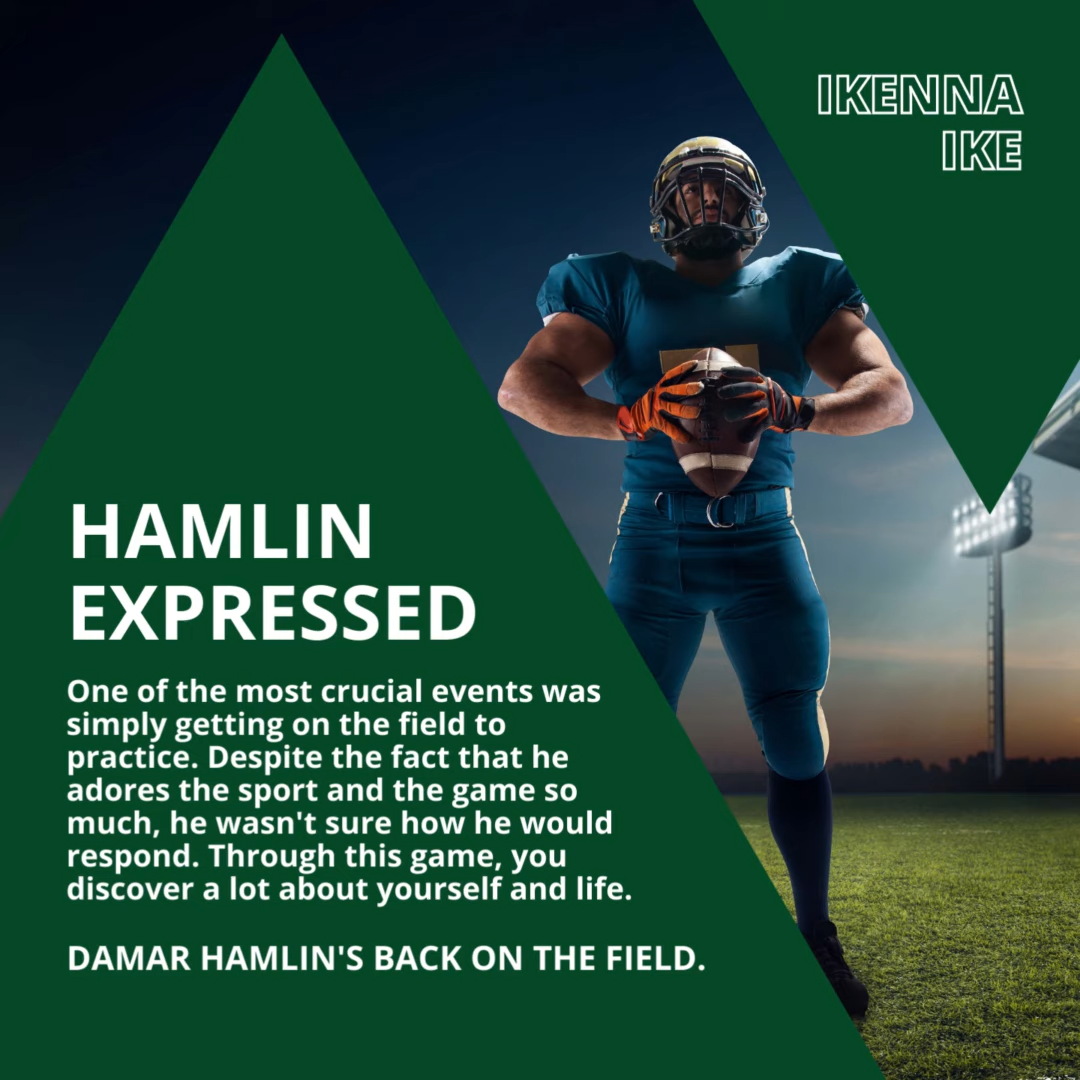 IKENNA
IKE
HAMLIN
EXPRESSED
One of the most crucial events was
simply getting on the field to
practice. Despite the fact that he
adores the sport and the game so
much, he wasn't sure how he would
respond. Through this game, you
discover a lot about yourself and life.
DAMAR HAMLIN'S BACK ON THE FIELD.